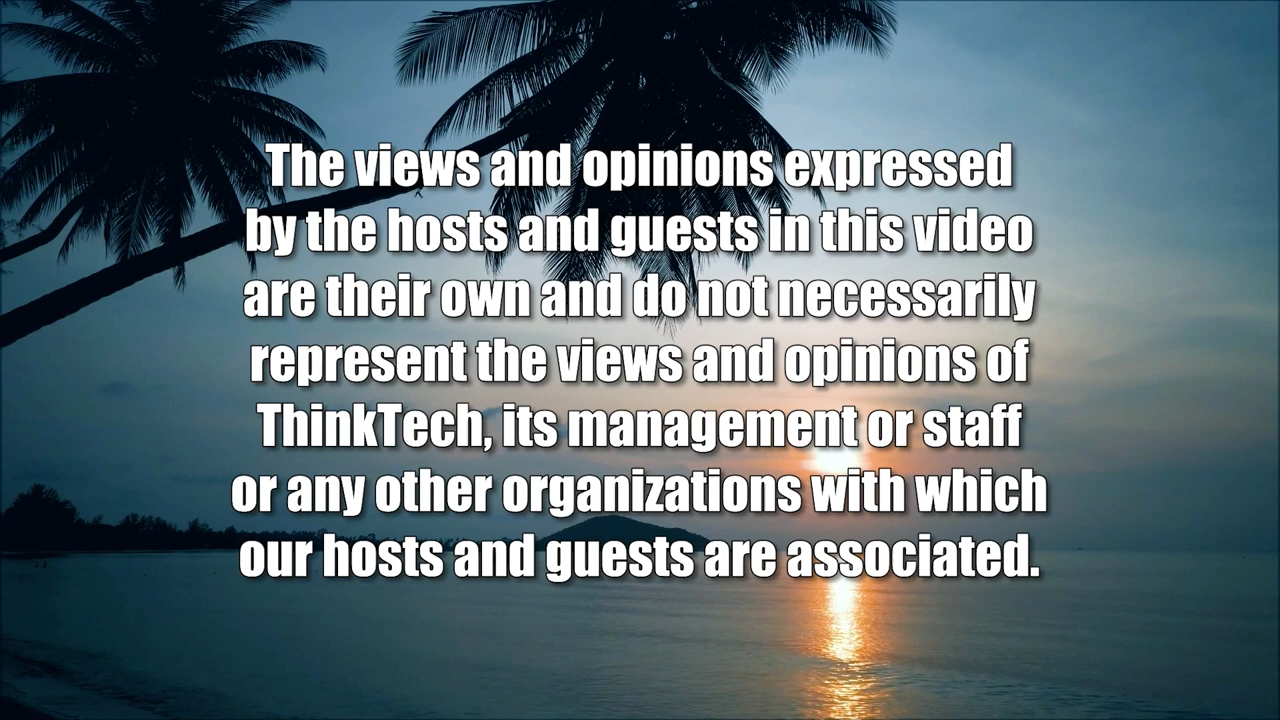 The views and opinions expressed
by the hosts and guests in this video
are their own and do not necessarily
represent the views and opinions of
ThinkTech, its management or staff
or any other organizations with which
our hosts and guests are associated.